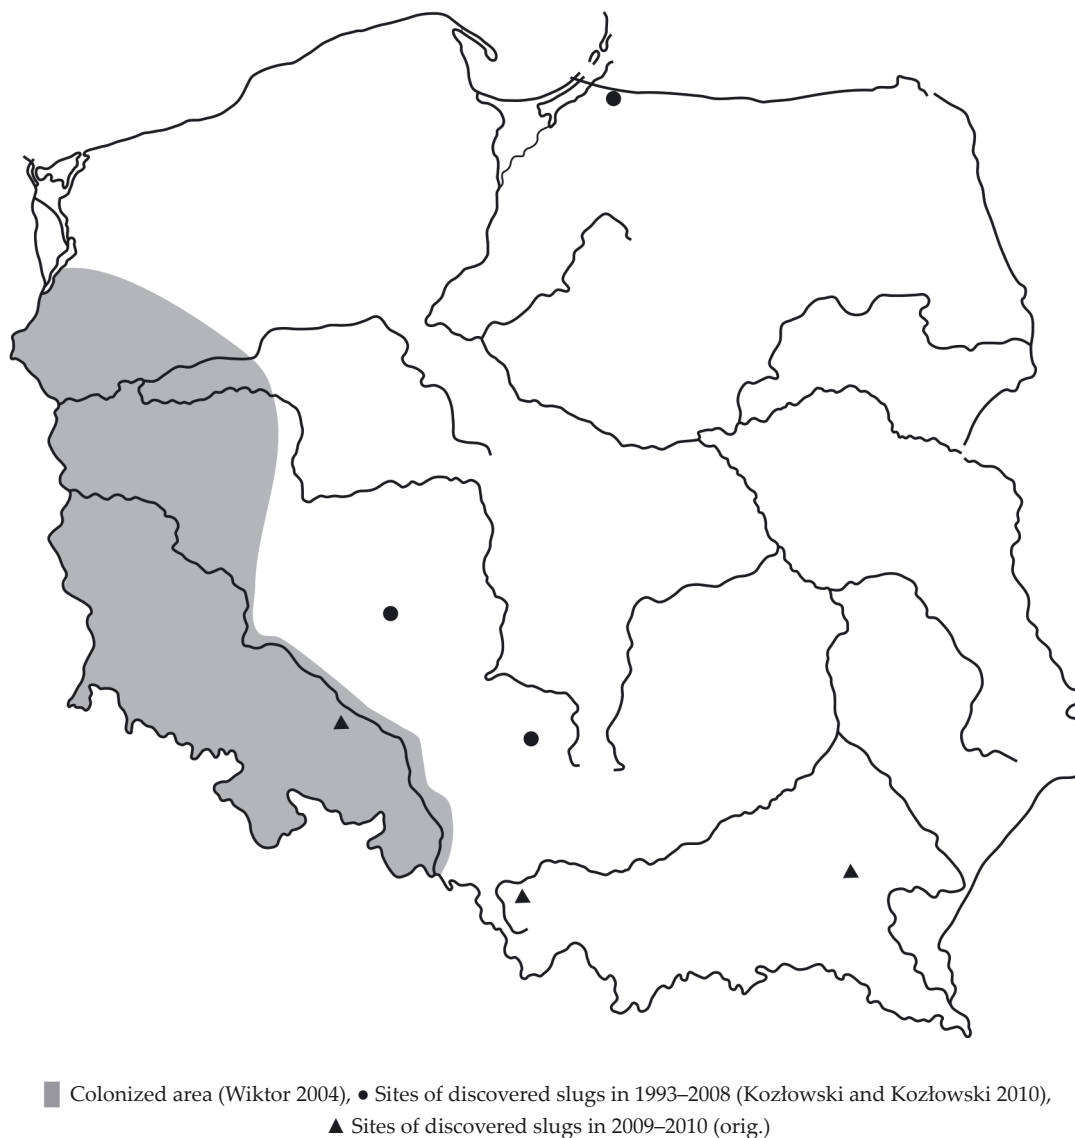 Colonized area (Wiktor 2004), ● Sites of discovered slugs in 1993–2008 (Kozłowski and Kozłowski 2010),
▲ Sites of discovered slugs in 2009–2010 (orig.)